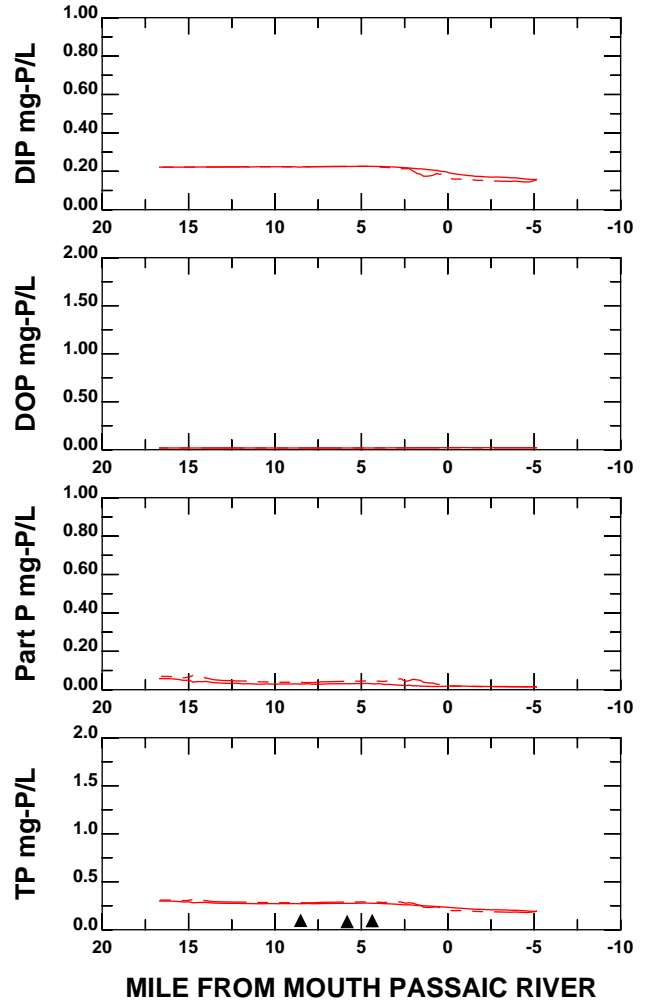 DIP mg-P/L
1.00
0.80
0.60
0.40
0.20
0.00
20 15 10 5 0 -5 -10
DOP mg-P/L
2.00
1.50
1.00
0.50
0.00
20 15 10 5 0 -5 -10
Part P mg-P/L
1.00
0.80
0.60
0.40
0.20
0.00
20 15 10 5 0 -5 -10
TP mg-P/L
2.0
1.5
1.0
0.5
0.0
20 15 10 5 0 -5 -10
MILE FROM MOUTH PASSAIC RIVER